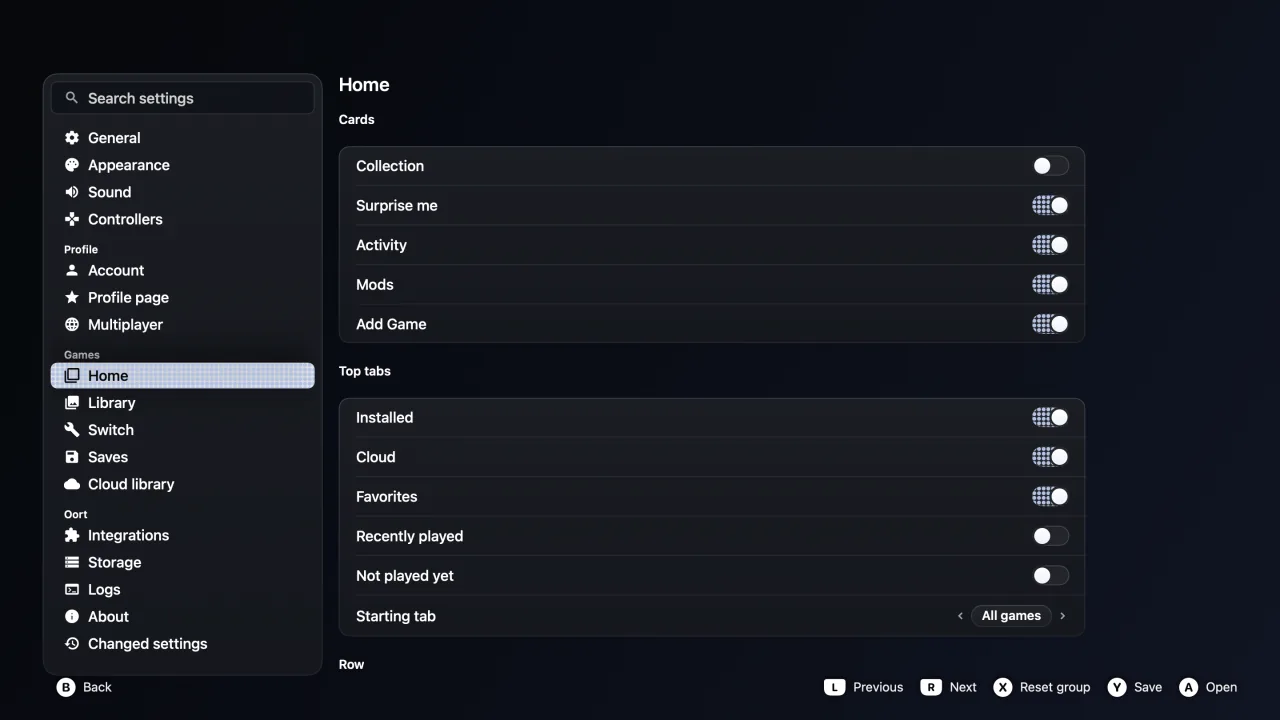 Search settings
General
Appearance
Sound
Controllers
Profile
Account
Profile page
Multiplayer
Games
Home
Library
Switch
Saves
Cloud library
Oort
Integrations
Storage
Logs
About
Changed settings
Home
Cards
Collection
Surprise me
Activity
Mods
Add Game
Top tabs
Installed
Cloud
Favorites
Recently played
Not played yet
Starting tab < All games >
Row
B Back
L Previous R Next X Reset group Y Save A Open